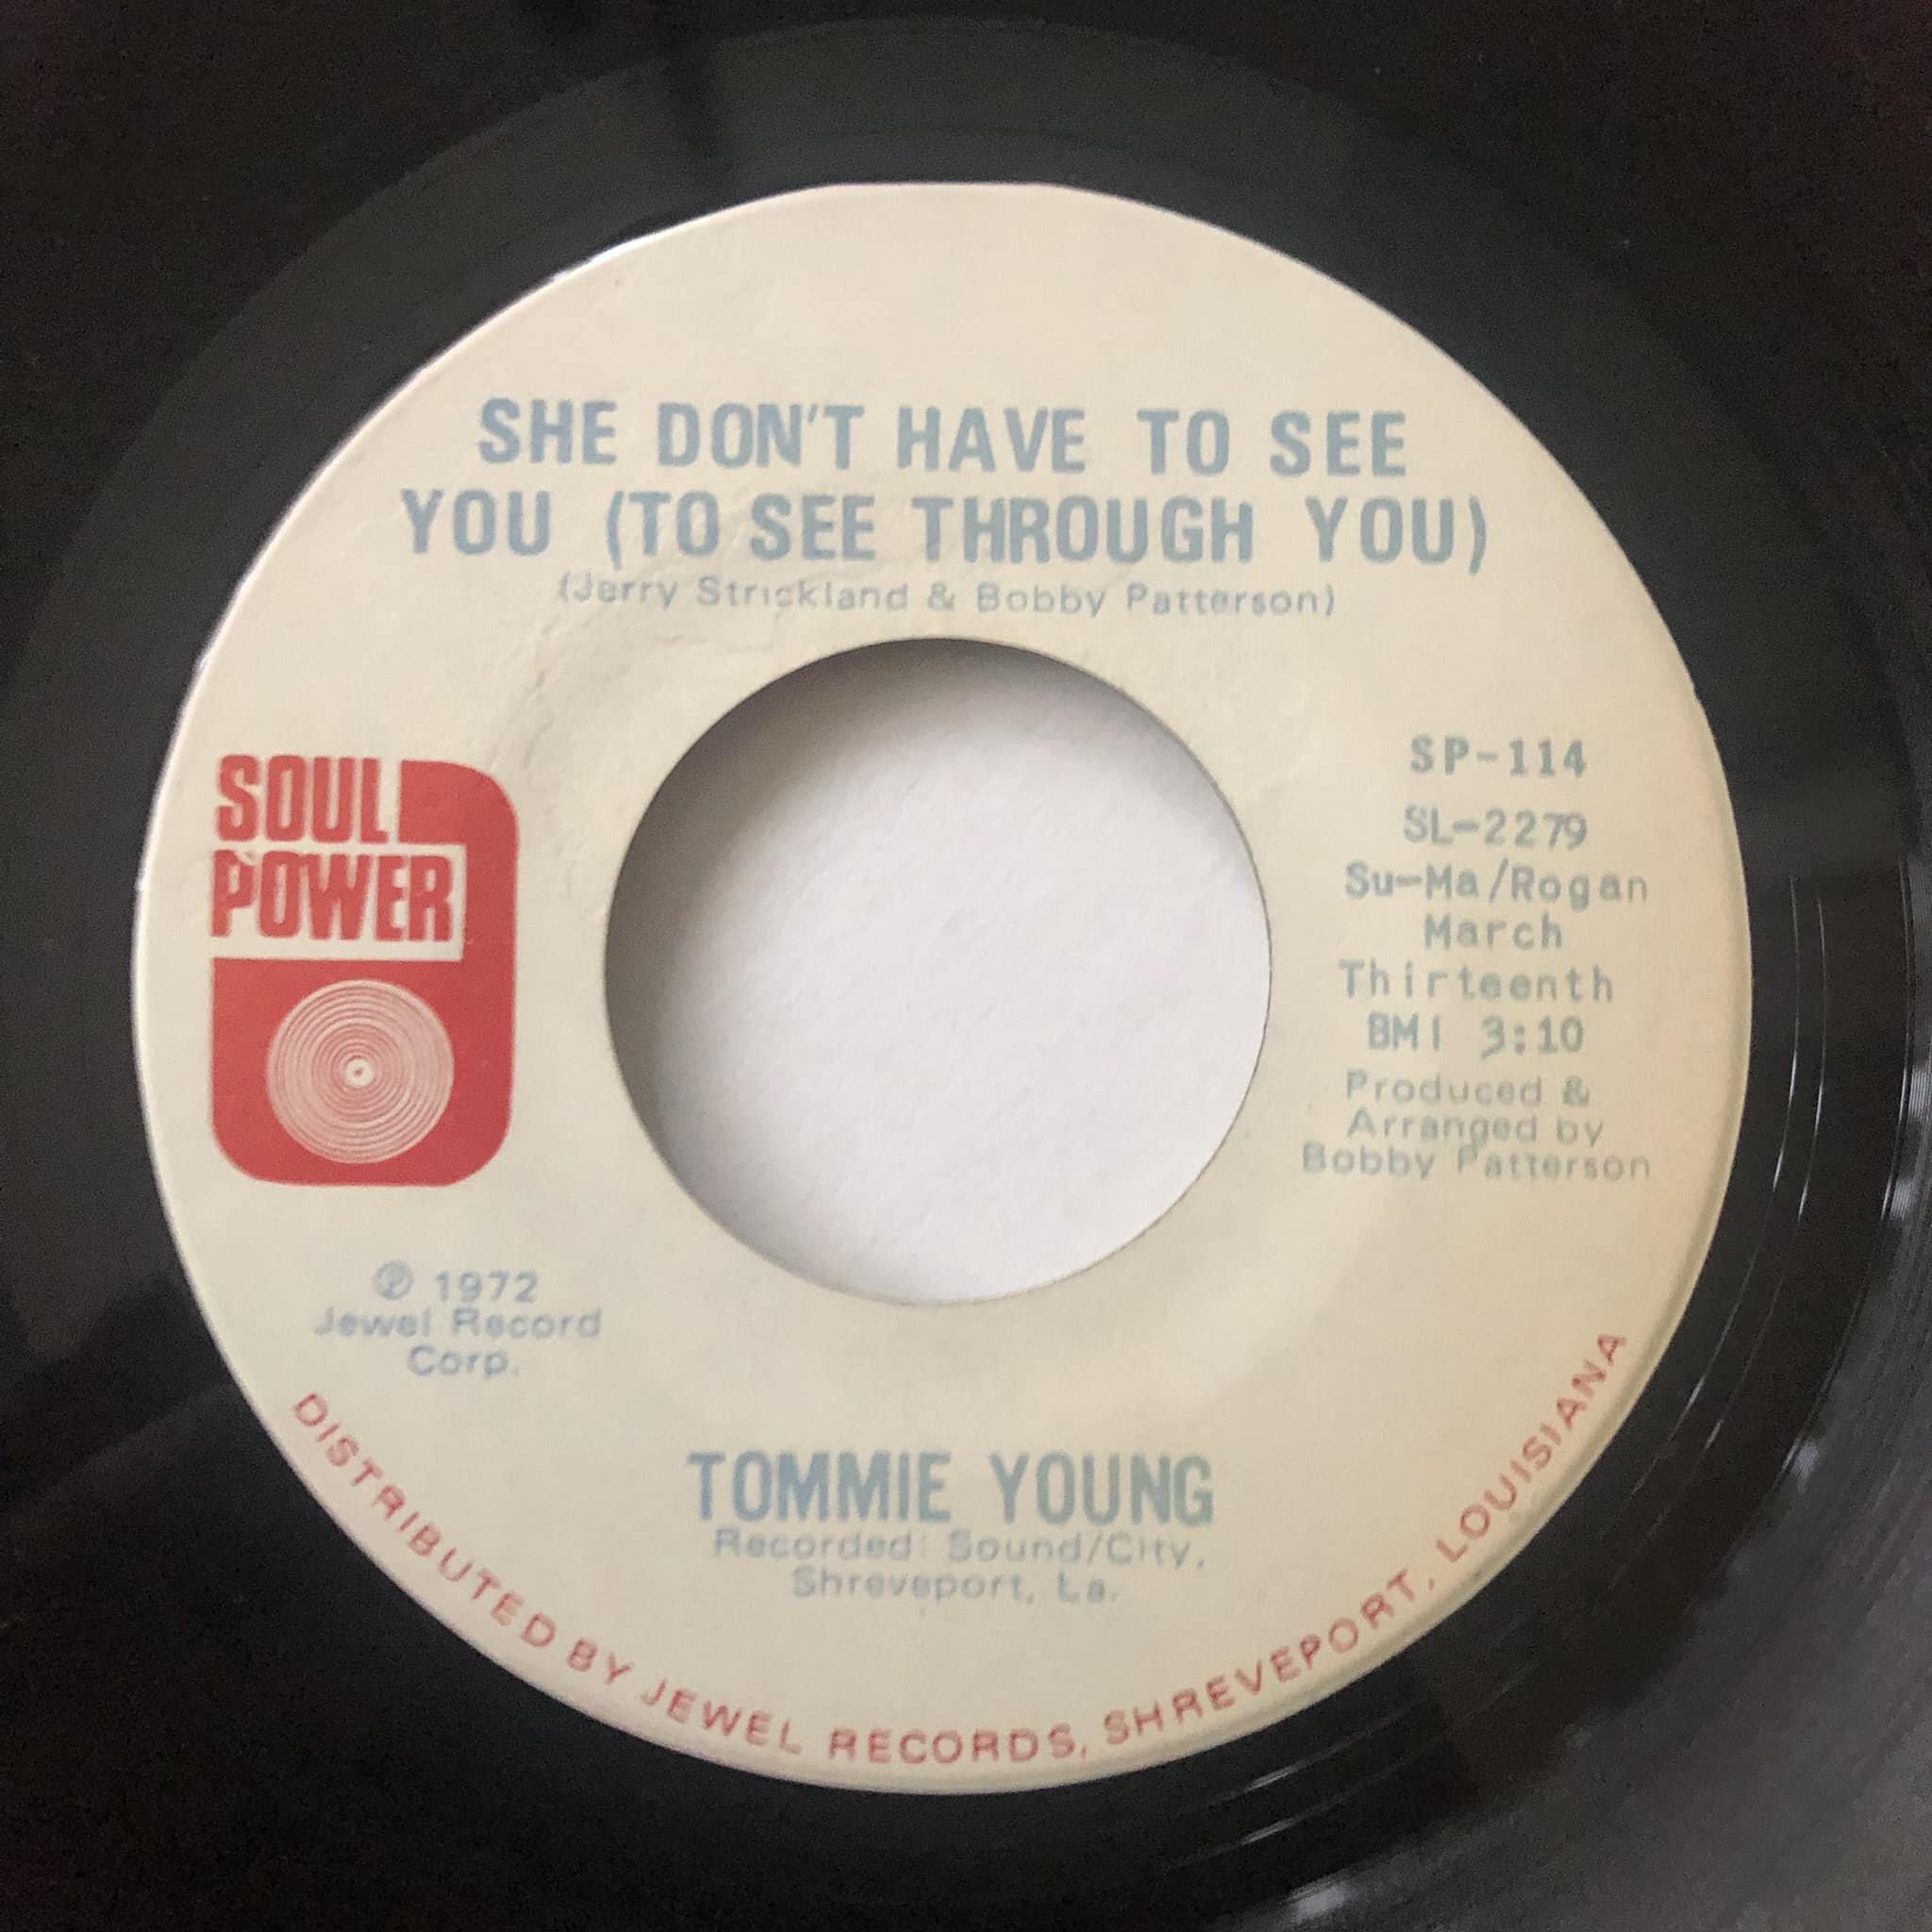 SHE DON'T HAVE TO SEE
YOU (TO SEE THROUGH YOU)
(Jerry Strickland & Bobby Patterson)
SOUL
POWER
SP-114
SL-2279
Su-Ma/Rogan
March
Thirteenth
BMI 3:10
Produced &
Arranged by
Bobby Patterson
℗ 1972
Jewel Record
Corp.
TOMMIE YOUNG
Recorded: Sound/City,
Shreveport, La.
DISTRIBUTED BY JEWEL RECORDS, SHREVEPORT, LOUISIANA